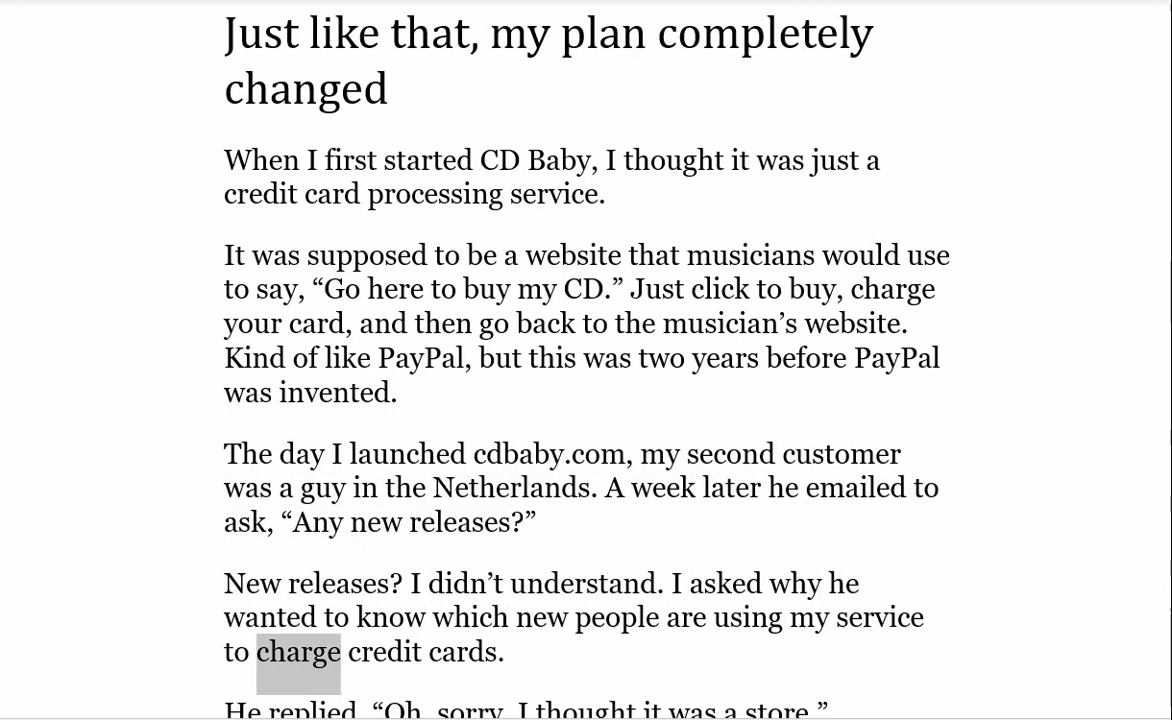 Just like that, my plan completely
changed
When I first started CD Baby, I thought it was just a
credit card processing service.
It was supposed to be a website that musicians would use
to say, “Go here to buy my CD.” Just click to buy, charge
your card, and then go back to the musician’s website.
Kind of like PayPal, but this was two years before PayPal
was invented.
The day I launched cdbaby.com, my second customer
was a guy in the Netherlands. A week later he emailed to
ask, “Any new releases?”
New releases? I didn’t understand. I asked why he
wanted to know which new people are using my service
to charge credit cards.
He replied, “Oh, sorry, I thought it was a store.”